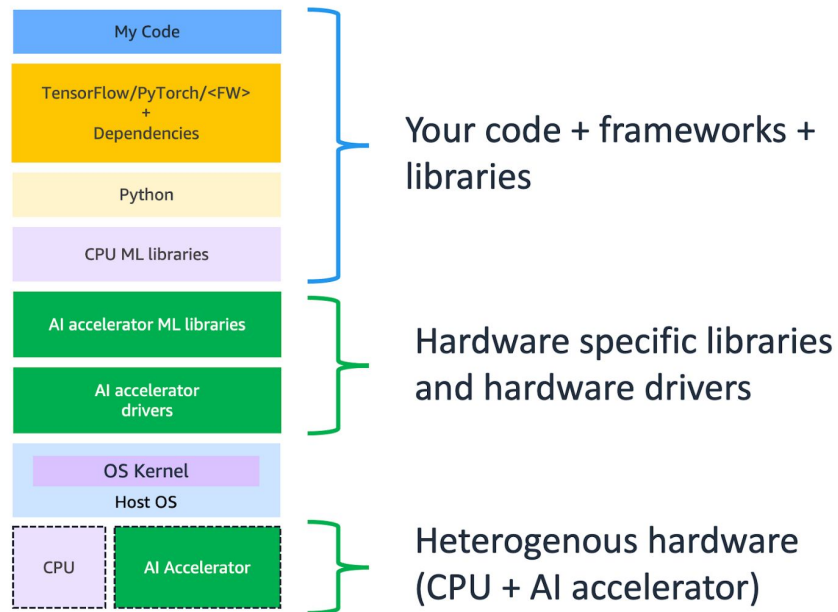 My Code
TensorFlow/PyTorch/<FW>
+
Dependencies
Python
CPU ML libraries
Your code + frameworks +
libraries
AI accelerator ML libraries
AI accelerator
drivers
Hardware specific libraries
and hardware drivers
OS Kernel
Host OS
CPU
AI Accelerator
Heterogenous hardware
(CPU + AI accelerator)